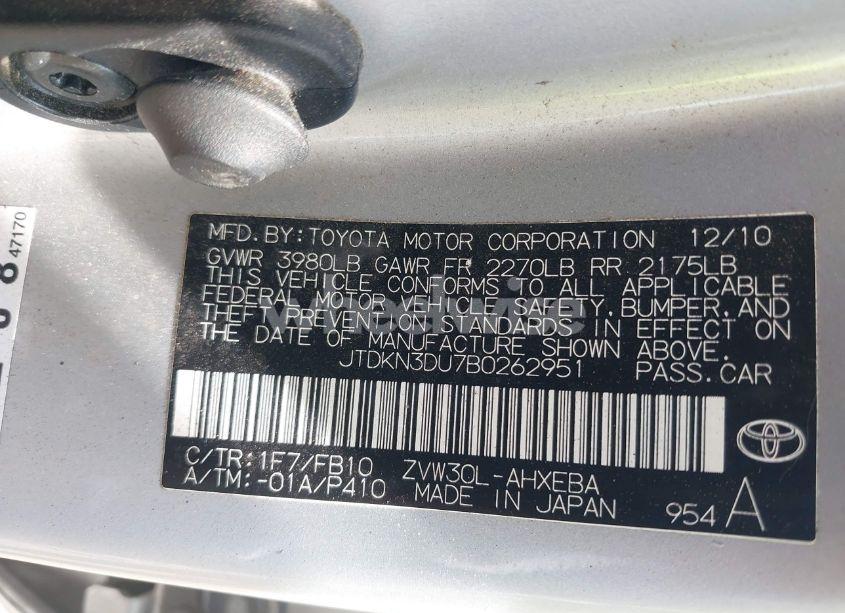 MFD. BY: TOYOTA MOTOR CORPORATION 12/10
GVWR 3980LB GAWR FR 2270LB RR 2175LB
THIS VEHICLE CONFORMS TO ALL APPLICABLE
FEDERAL MOTOR VEHICLE SAFETY, BUMPER, AND
THEFT PREVENTION STANDARDS IN EFFECT ON
THE DATE OF MANUFACTURE SHOWN ABOVE.
JTDKN3DU7B0262951 PASS. CAR
C/TR: 1F7/FB10 ZVW30L-AHXEBA
A/TM: -01A/P410 MADE IN JAPAN 954 A
47170